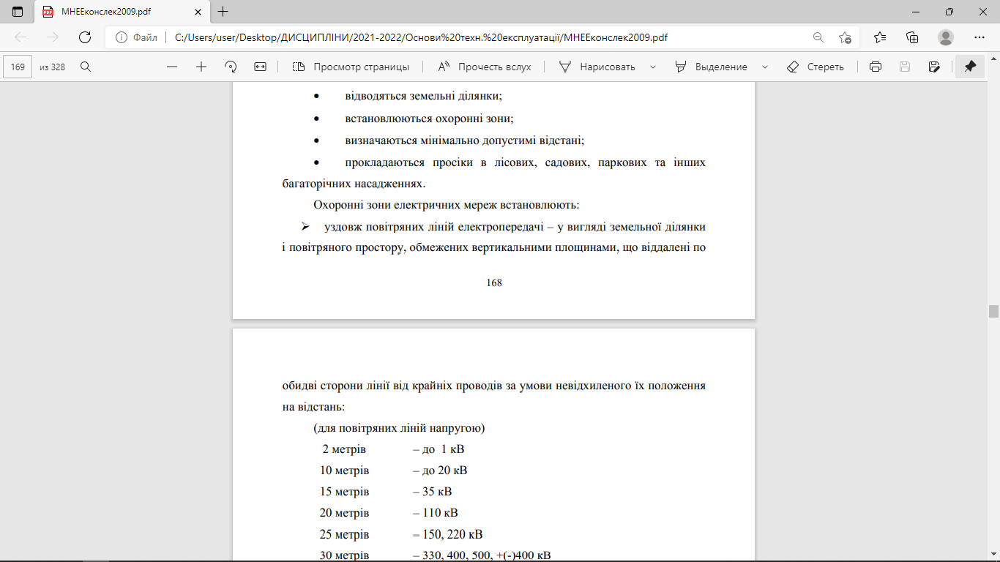 МНЕЕконслек2009.pdf
Файл
C:/Users/user/Desktop/ДИСЦИПЛІНИ/2021-2022/Основи%20техн.%20експлуатації/МНЕЕконслек2009.pdf
169 из 328 Просмотр страницы Прочесть вслух Нарисовать Выделение Стереть
• відводяться земельні ділянки;
• встановлюються охоронні зони;
• визначаються мінімально допустимі відстані;
• прокладаються просіки в лісових, садових, паркових та інших
багаторічних насадженнях.
Охоронні зони електричних мереж встановлюють:
➢ уздовж повітряних ліній електропередачі – у вигляді земельної ділянки
і повітряного простору, обмежених вертикальними площинами, що віддалені по
168
обидві сторони лінії від крайніх проводів за умови невідхиленого їх положення
на відстань:
(для повітряних ліній напругою)
2 метрів – до 1 кВ
10 метрів – до 20 кВ
15 метрів – 35 кВ
20 метрів – 110 кВ
25 метрів – 150, 220 кВ
30 метрів – 330, 400, 500, +(-)400 кВ